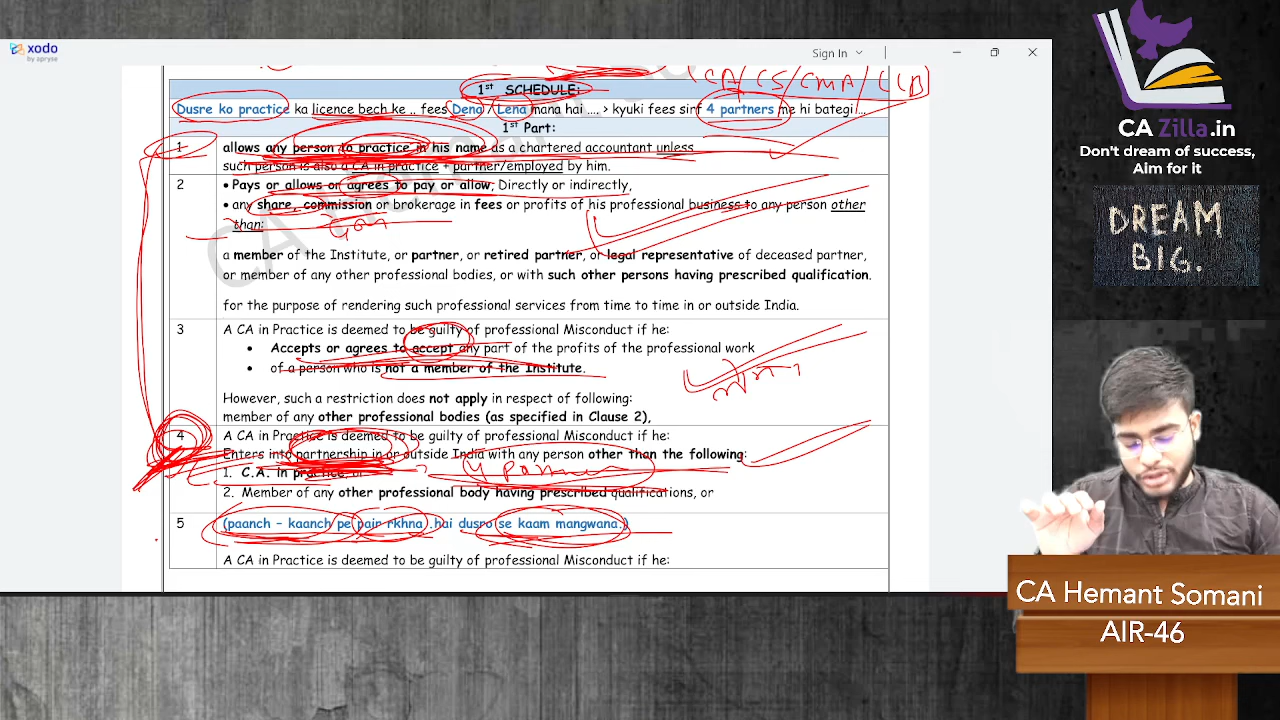 xodo
by apryse
Sign In
CA/CS/CMA/LLB
1st SCHEDULE:
Dusre ko practice ka licence bech ke .. fees Dena / Lena mana hai .... > kyuki fees sirf 4 partners me hi bategi...
1st Part:
1
allows any person to practice in his name as a chartered accountant unless
such person is also a CA in practice + partner/employed by him.
2
• Pays or allows or agrees to pay or allow, Directly or indirectly,
• any share, commission or brokerage in fees or profits of his professional business to any person other
than:
a member of the Institute, or partner, or retired partner, or legal representative of deceased partner,
or member of any other professional bodies, or with such other persons having prescribed qualification.
for the purpose of rendering such professional services from time to time in or outside India.
3
A CA in Practice is deemed to be guilty of professional Misconduct if he:
• Accepts or agrees to accept any part of the profits of the professional work
• of a person who is not a member of the Institute.
However, such a restriction does not apply in respect of following:
member of any other professional bodies (as specified in Clause 2),
4
A CA in Practice is deemed to be guilty of professional Misconduct if he:
Enters into partnership in or outside India with any person other than the following:
1. C.A. in practice, or
2. Member of any other professional body having prescribed qualifications, or
5
(paanch – kaanch pe pair rkhna .hai dusro se kaam mangwana.)
A CA in Practice is deemed to be guilty of professional Misconduct if he:
CA Zilla.in
Don't dream of success,
Aim for it
DREAM
BIG.
CA Hemant Somani
AIR-46